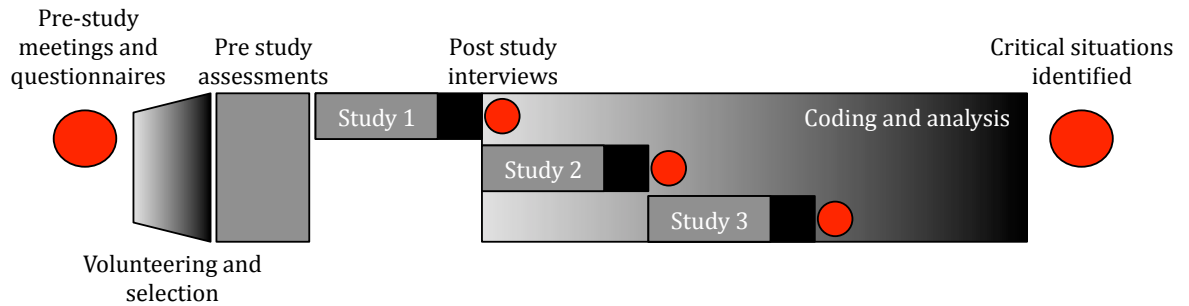 Pre-study
meetings and
questionnaires
Pre study
assessments
Post study
interviews
Critical situations
identified
Study 1
Coding and analysis
Study 2
Study 3
Volunteering and
selection